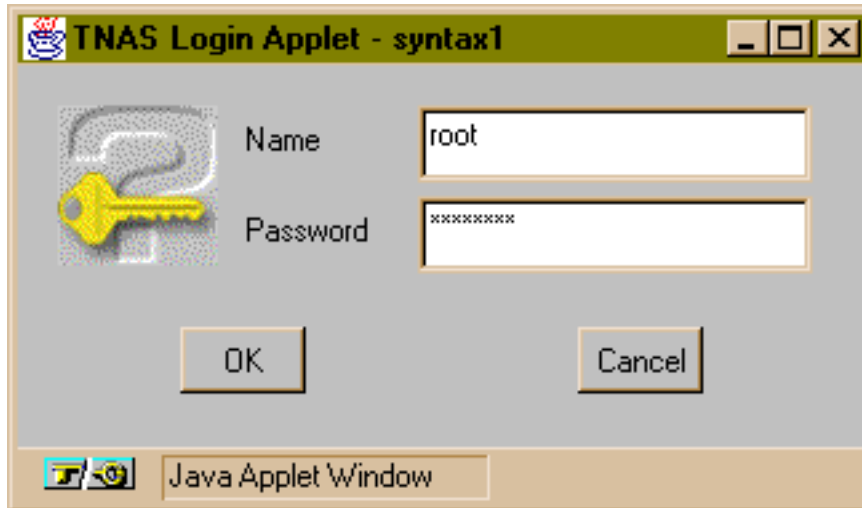 TNAS Login Applet - syntax1
Name
root
Password
********
OK
Cancel
Java Applet Window